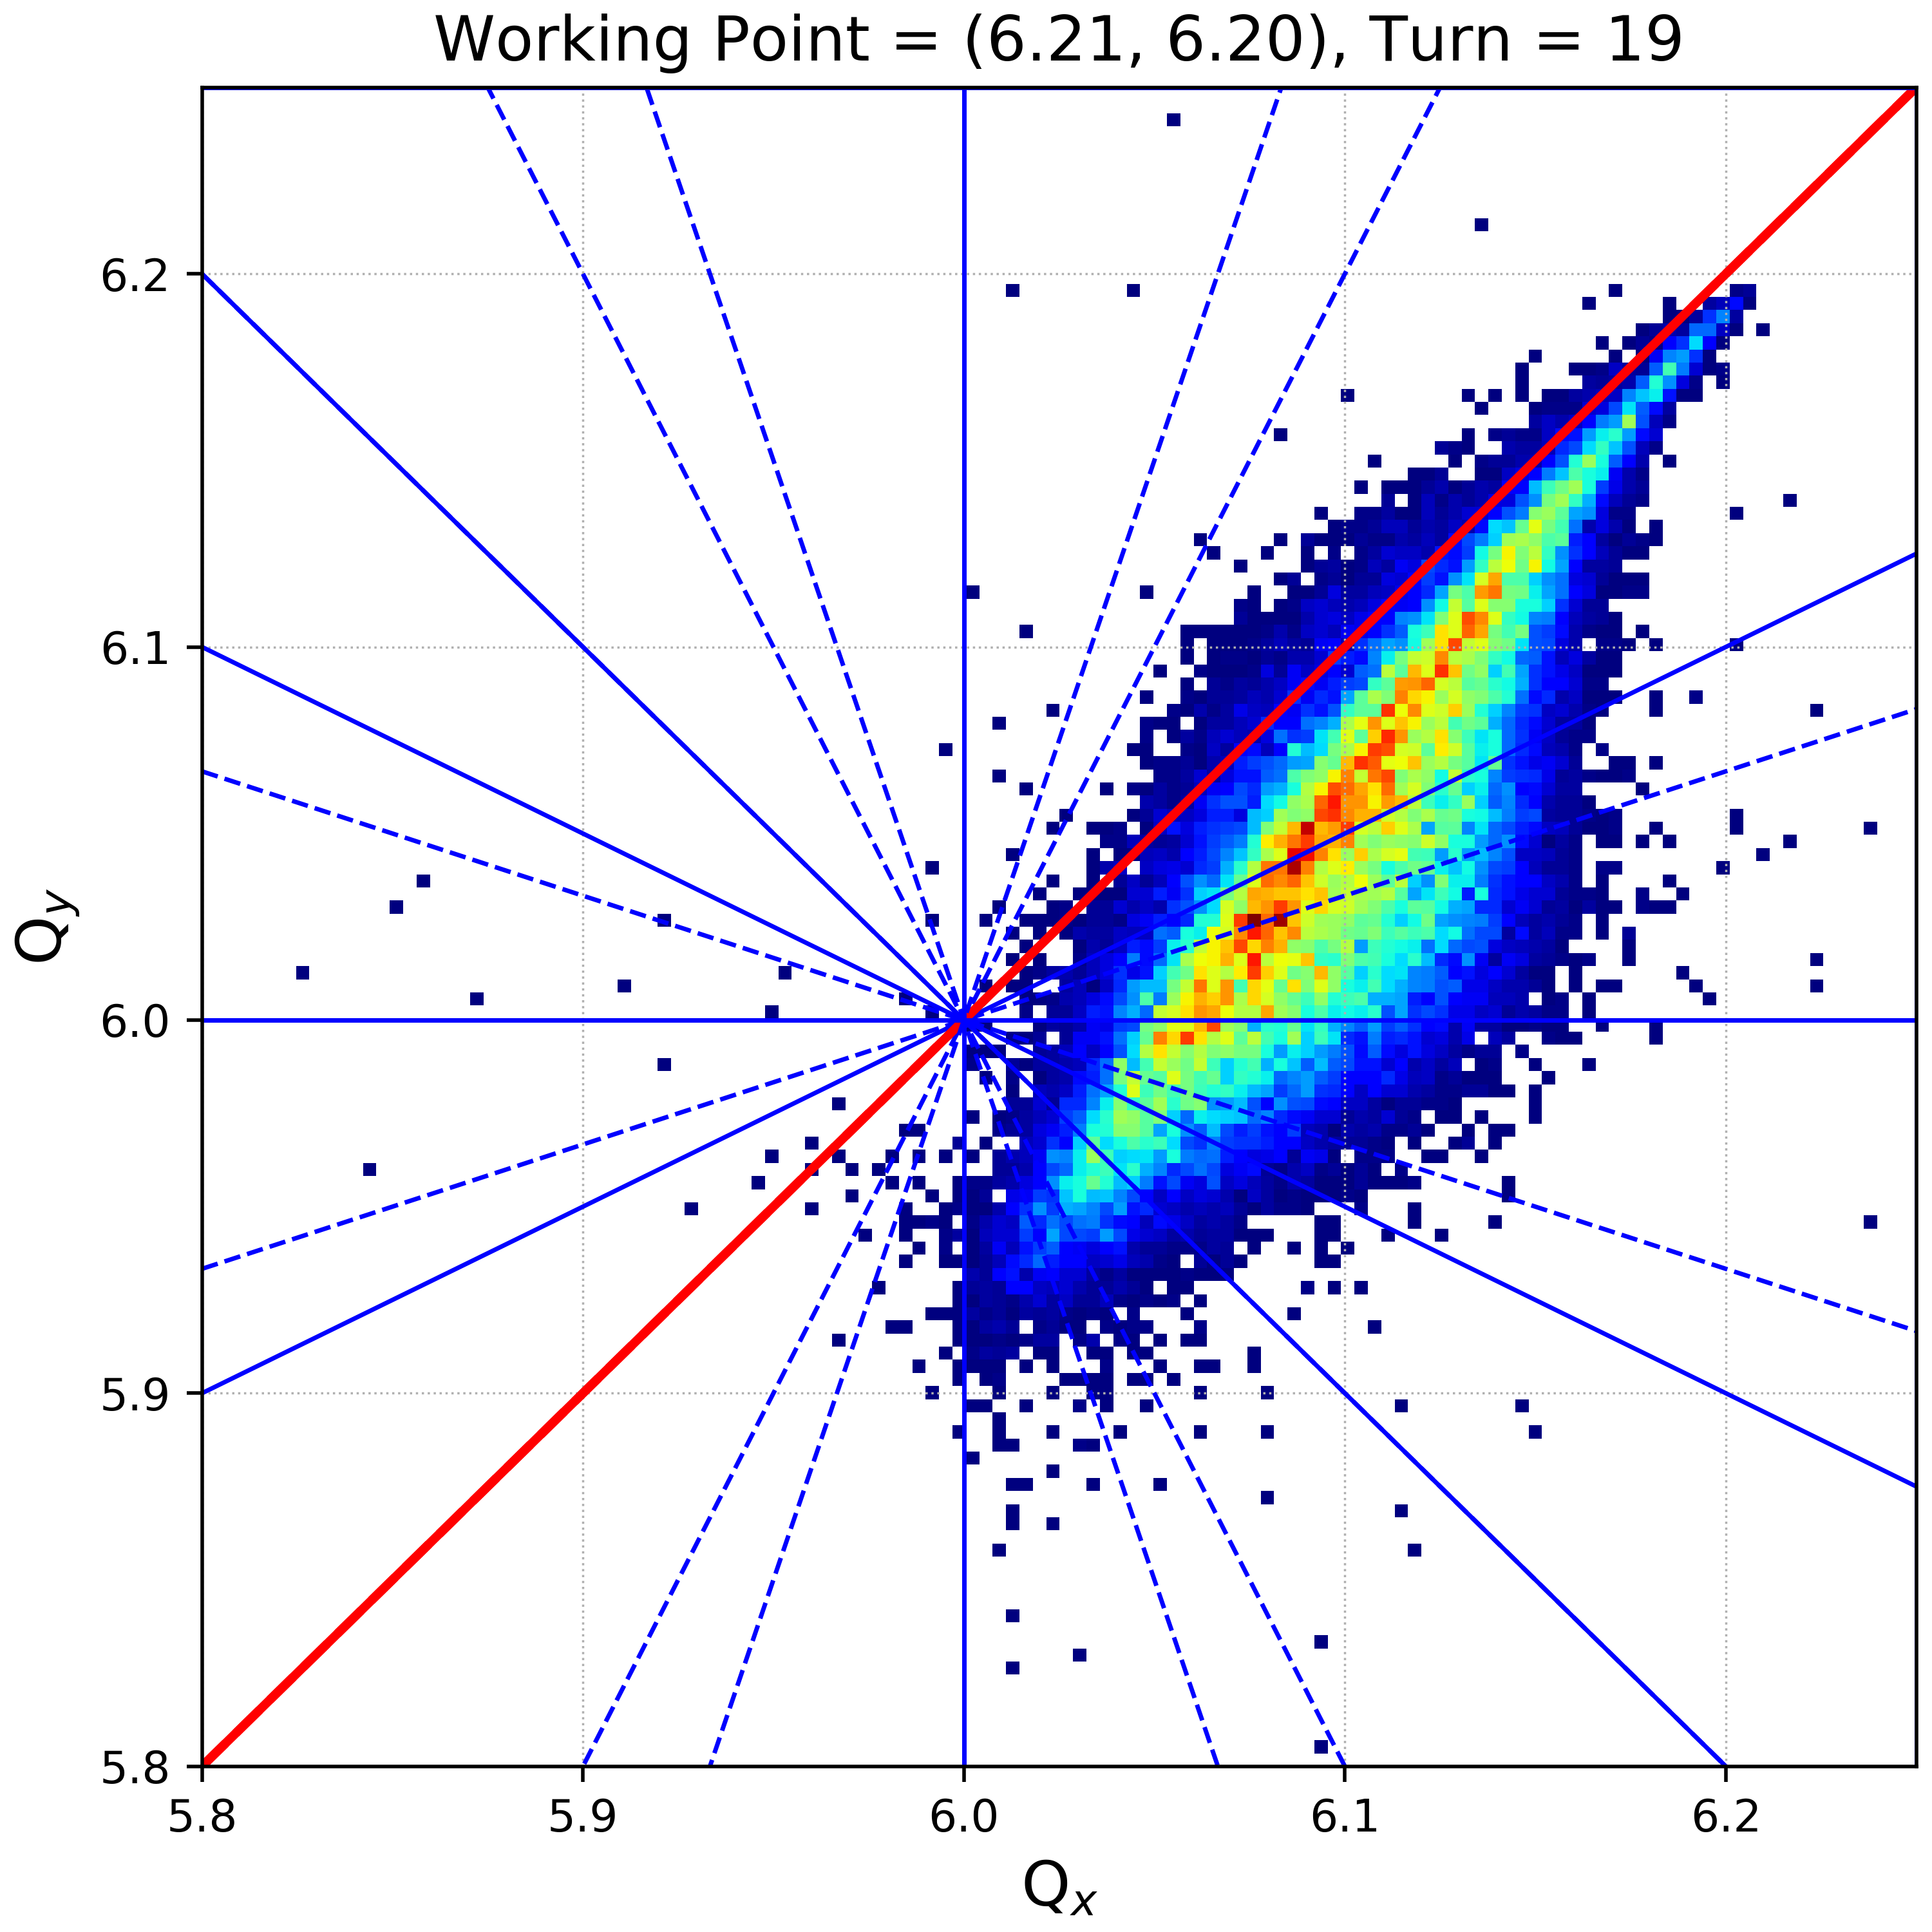 Working Point = (6.21, 6.20), Turn = 19
6.2
6.1
6.0
5.9
5.8
Qy
5.8 5.9 6.0 6.1 6.2
Qx